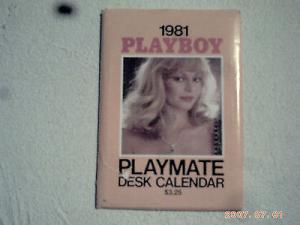 1981
PLAYBOY
PLAYMATE
DESK CALENDAR
$3.25
2007.07.01